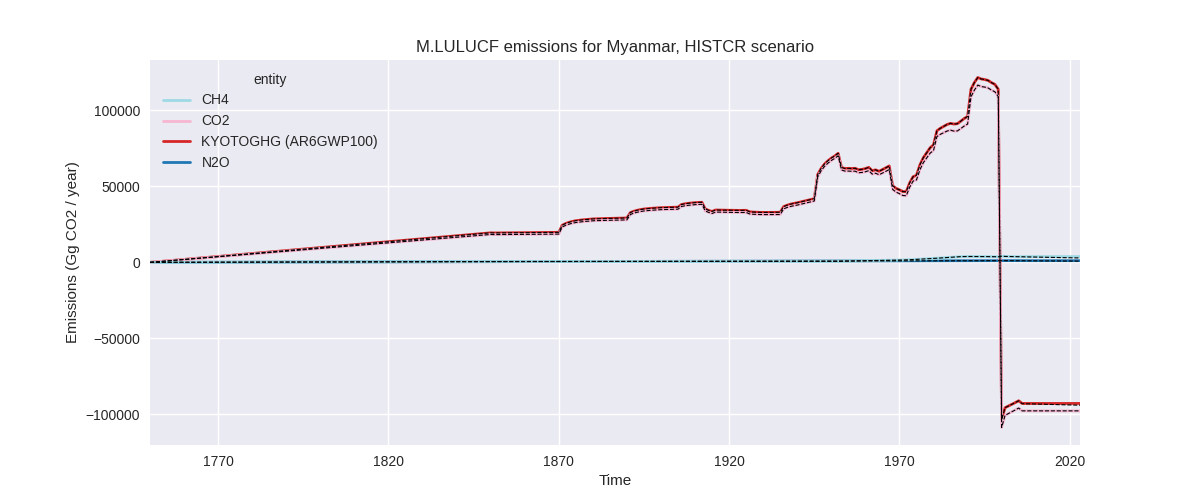 M.LULUCF emissions for Myanmar, HISTCR scenario
entity
CH4
CO2
KYOTOGHG (AR6GWP100)
N2O
Emissions (Gg CO2 / year)
100000
50000
0
−50000
−100000
1770
1820
1870
1920
1970
2020
Time